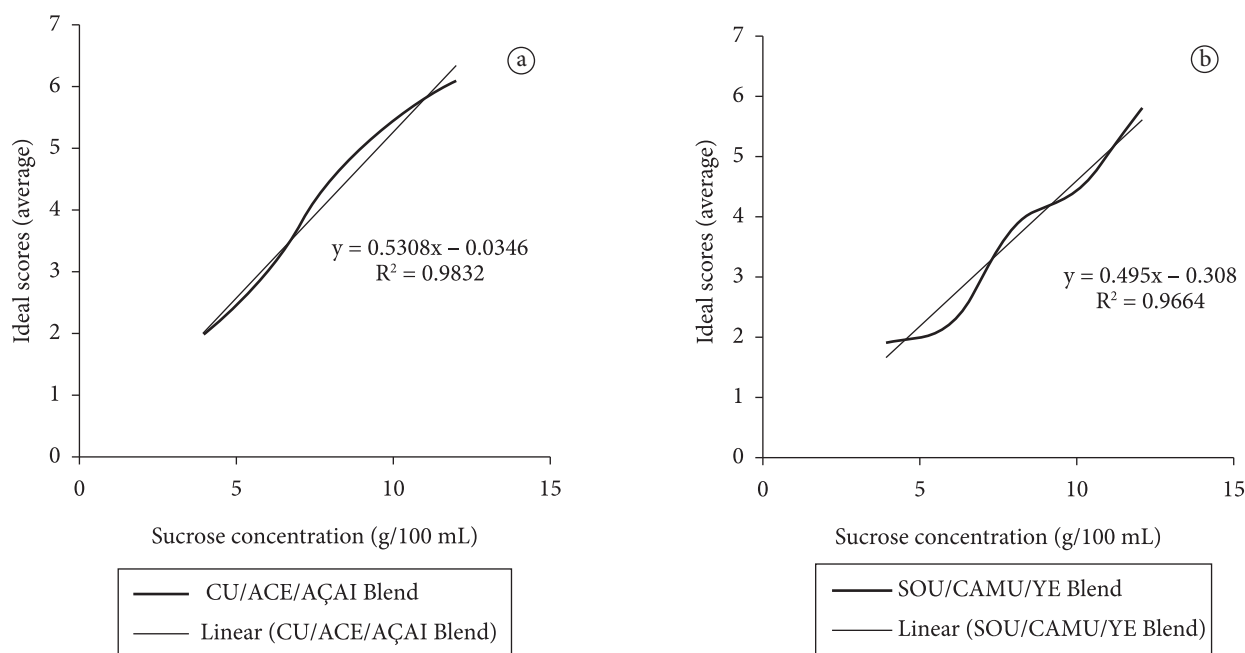 7
6
5
4
3
2
1
0
0
5
10
15
Ideal scores (average)
a
y = 0.5308x – 0.0346
R² = 0.9832
Sucrose concentration (g/100 mL)
CU/ACE/AÇAI Blend
Linear (CU/ACE/AÇAI Blend)
7
6
5
4
3
2
1
0
0
5
10
15
Ideal scores (average)
b
y = 0.495x – 0.308
R² = 0.9664
Sucrose concentration (g/100 mL)
SOU/CAMU/YE Blend
Linear (SOU/CAMU/YE Blend)